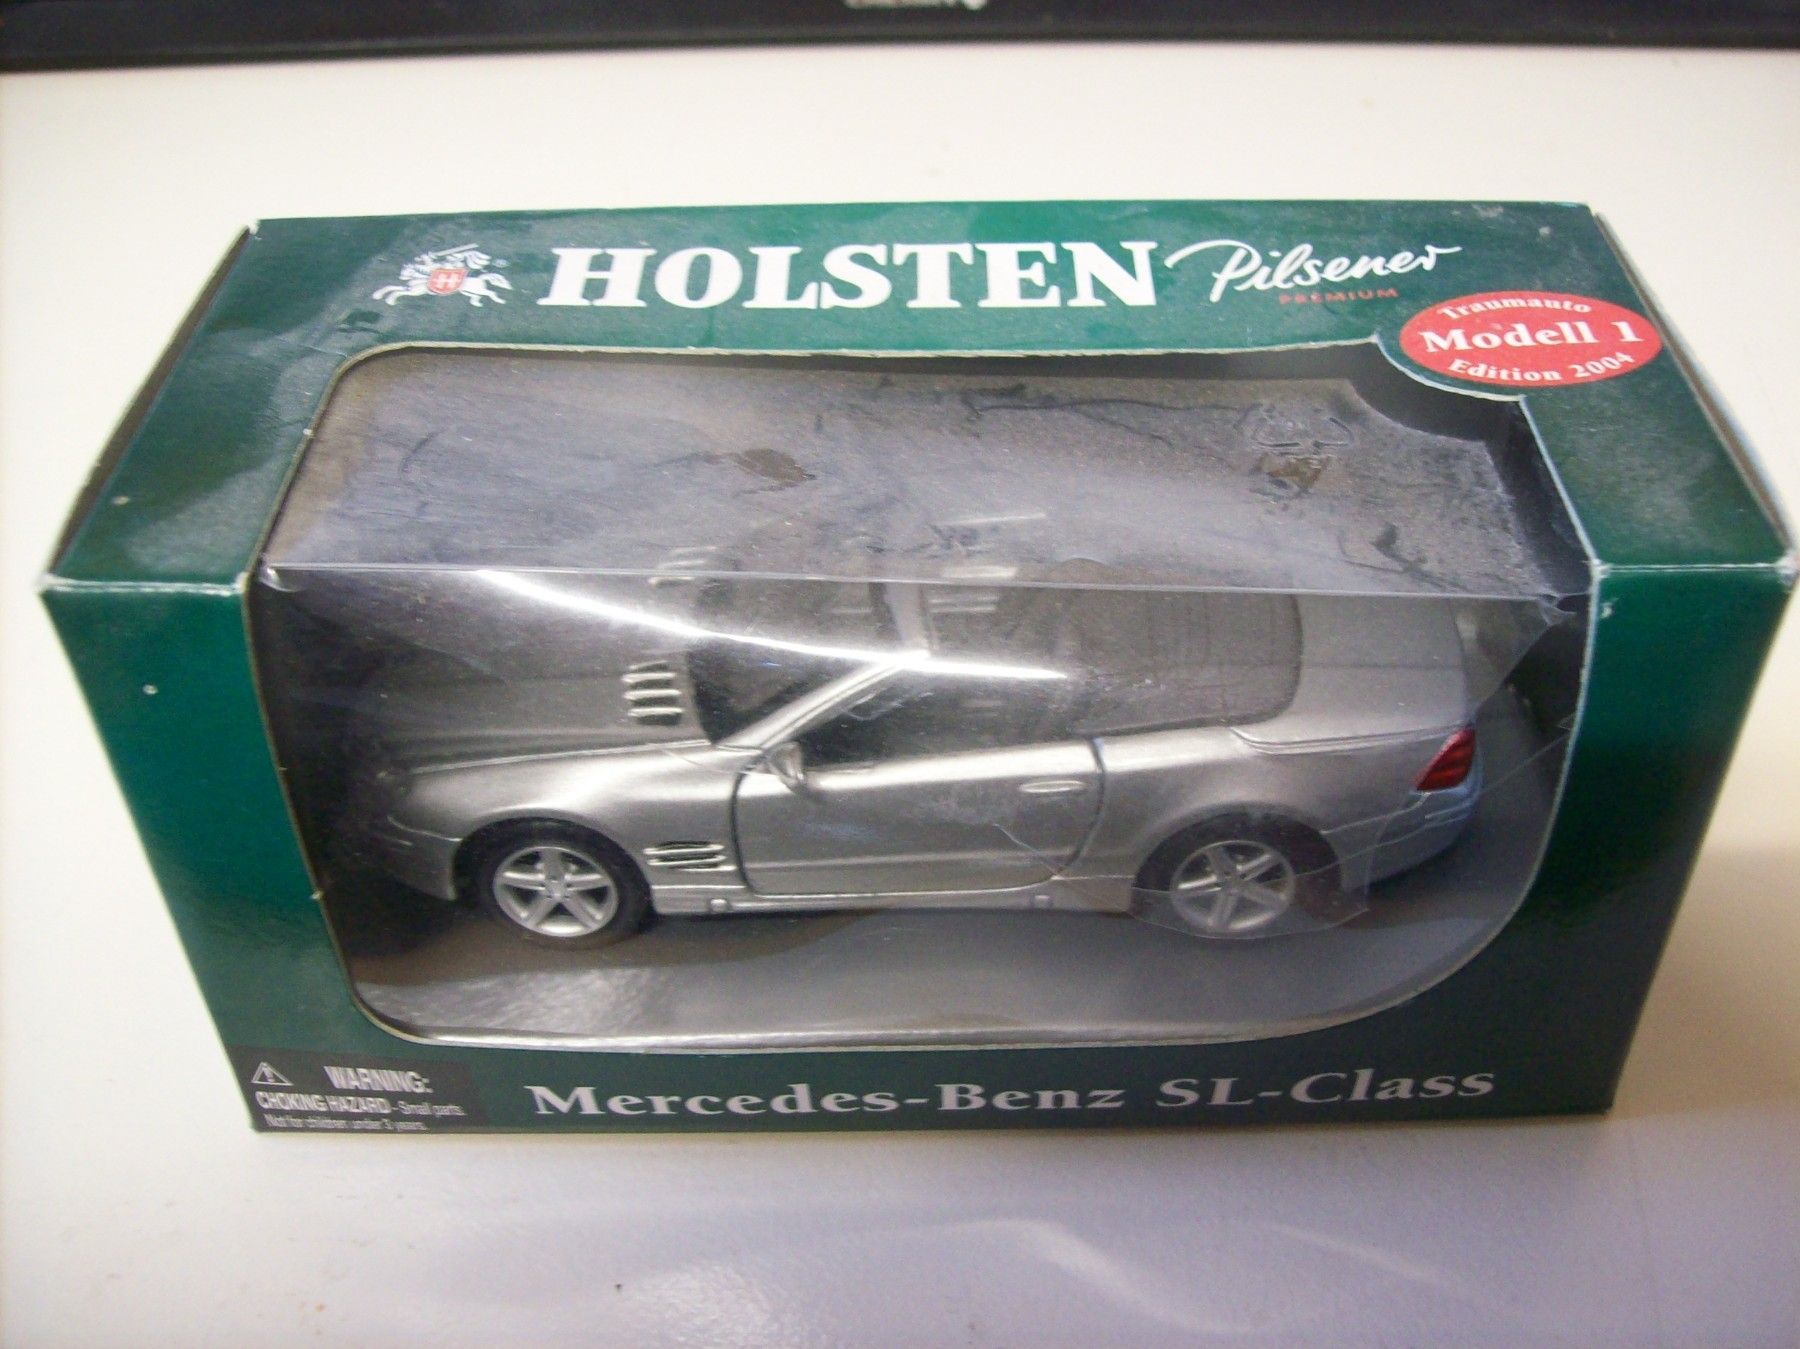 HOLSTEN Pilsener
PREMIUM
Traumauto
Modell 1
Edition 2004
H
WARNING:
CHOKING HAZARD - Small parts.
Not for children under 3 years.
Mercedes-Benz SL-Class